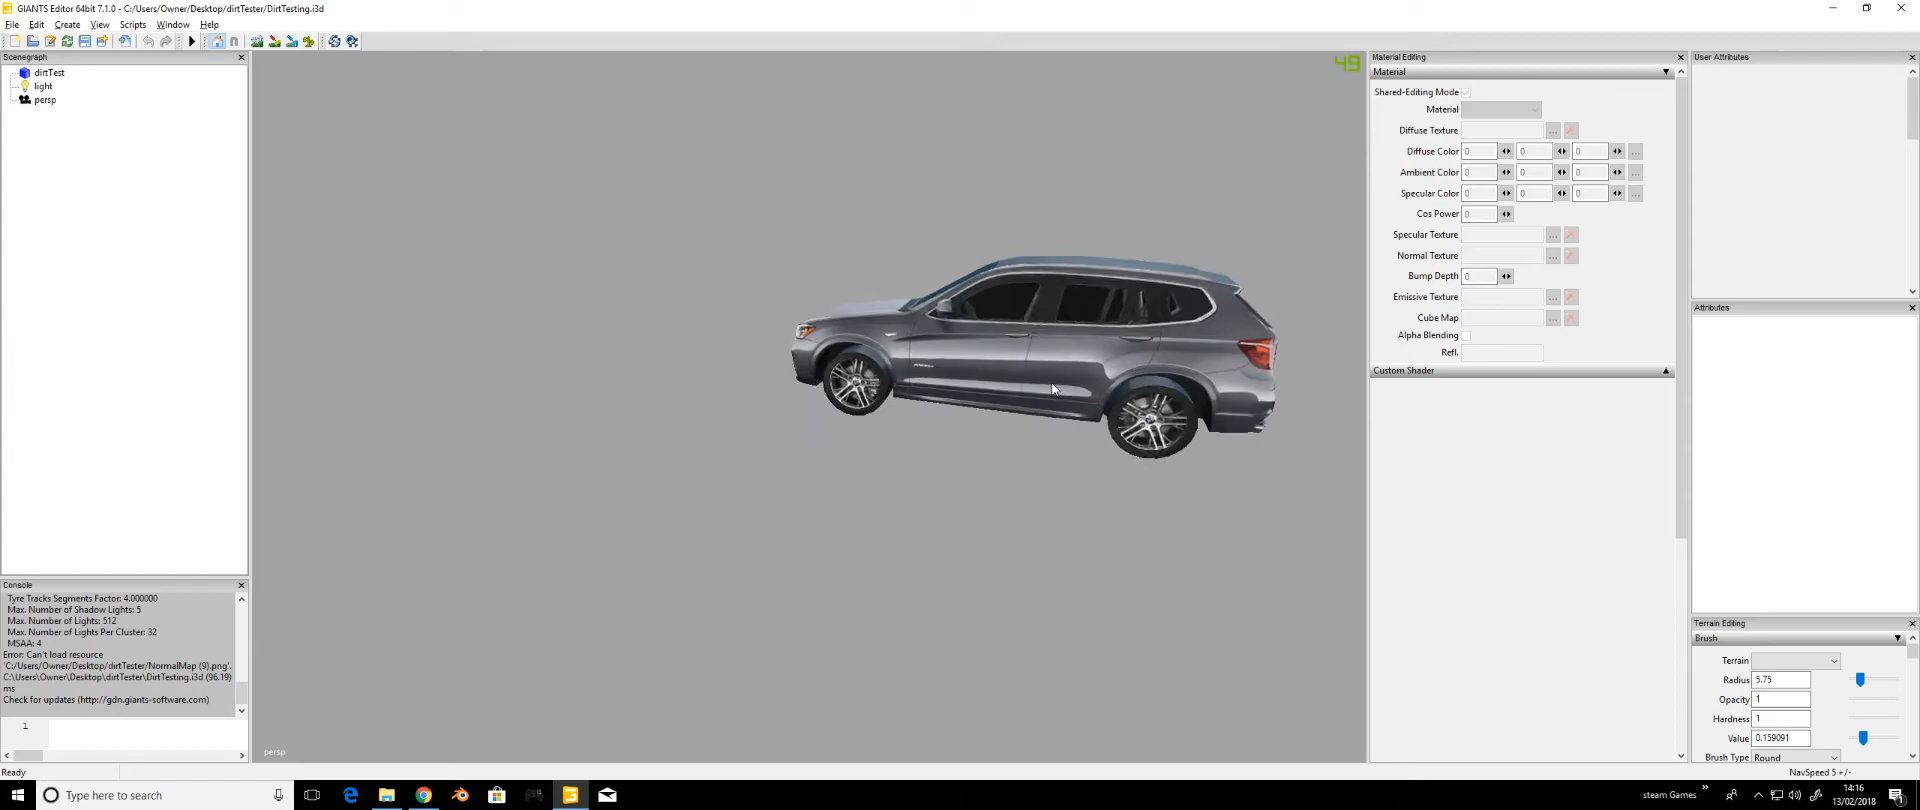 GIANTS Editor 64bit 7.1.0 - C:/Users/Owner/Desktop/dirtTester/DirtTesting.i3d
File Edit Create View Scripts Window Help
Scenegraph
dirtTest
light
persp
49
persp
Console
Tyre Tracks Segments Factor: 4.000000
Max. Number of Shadow Lights: 5
Max. Number of Lights: 512
Max. Number of Lights Per Cluster: 32
MSAA: 4
Error: Can't load resource
'C:/Users/Owner/Desktop/dirtTester/NormalMap (9).png'.
C:\Users\Owner\Desktop\dirtTester\DirtTesting.i3d (96.19)
ms
Check for updates (http://gdn.giants-software.com)
1
Ready
Material Editing
Material
Shared-Editing Mode
Material
Diffuse Texture ...
Diffuse Color 0 0 0 ...
Ambient Color 0 0 0 ...
Specular Color 0 0 0 ...
Cos Power 0
Specular Texture ...
Normal Texture ...
Bump Depth 0
Emissive Texture ...
Cube Map ...
Alpha Blending
Refl.
Custom Shader
User Attributes
Attributes
Terrain Editing
Brush
Terrain
Radius 5.75
Opacity 1
Hardness 1
Value 0.159091
Brush Type Round
NavSpeed 5 +/-
Type here to search
steam Games
14:16
13/02/2018
1